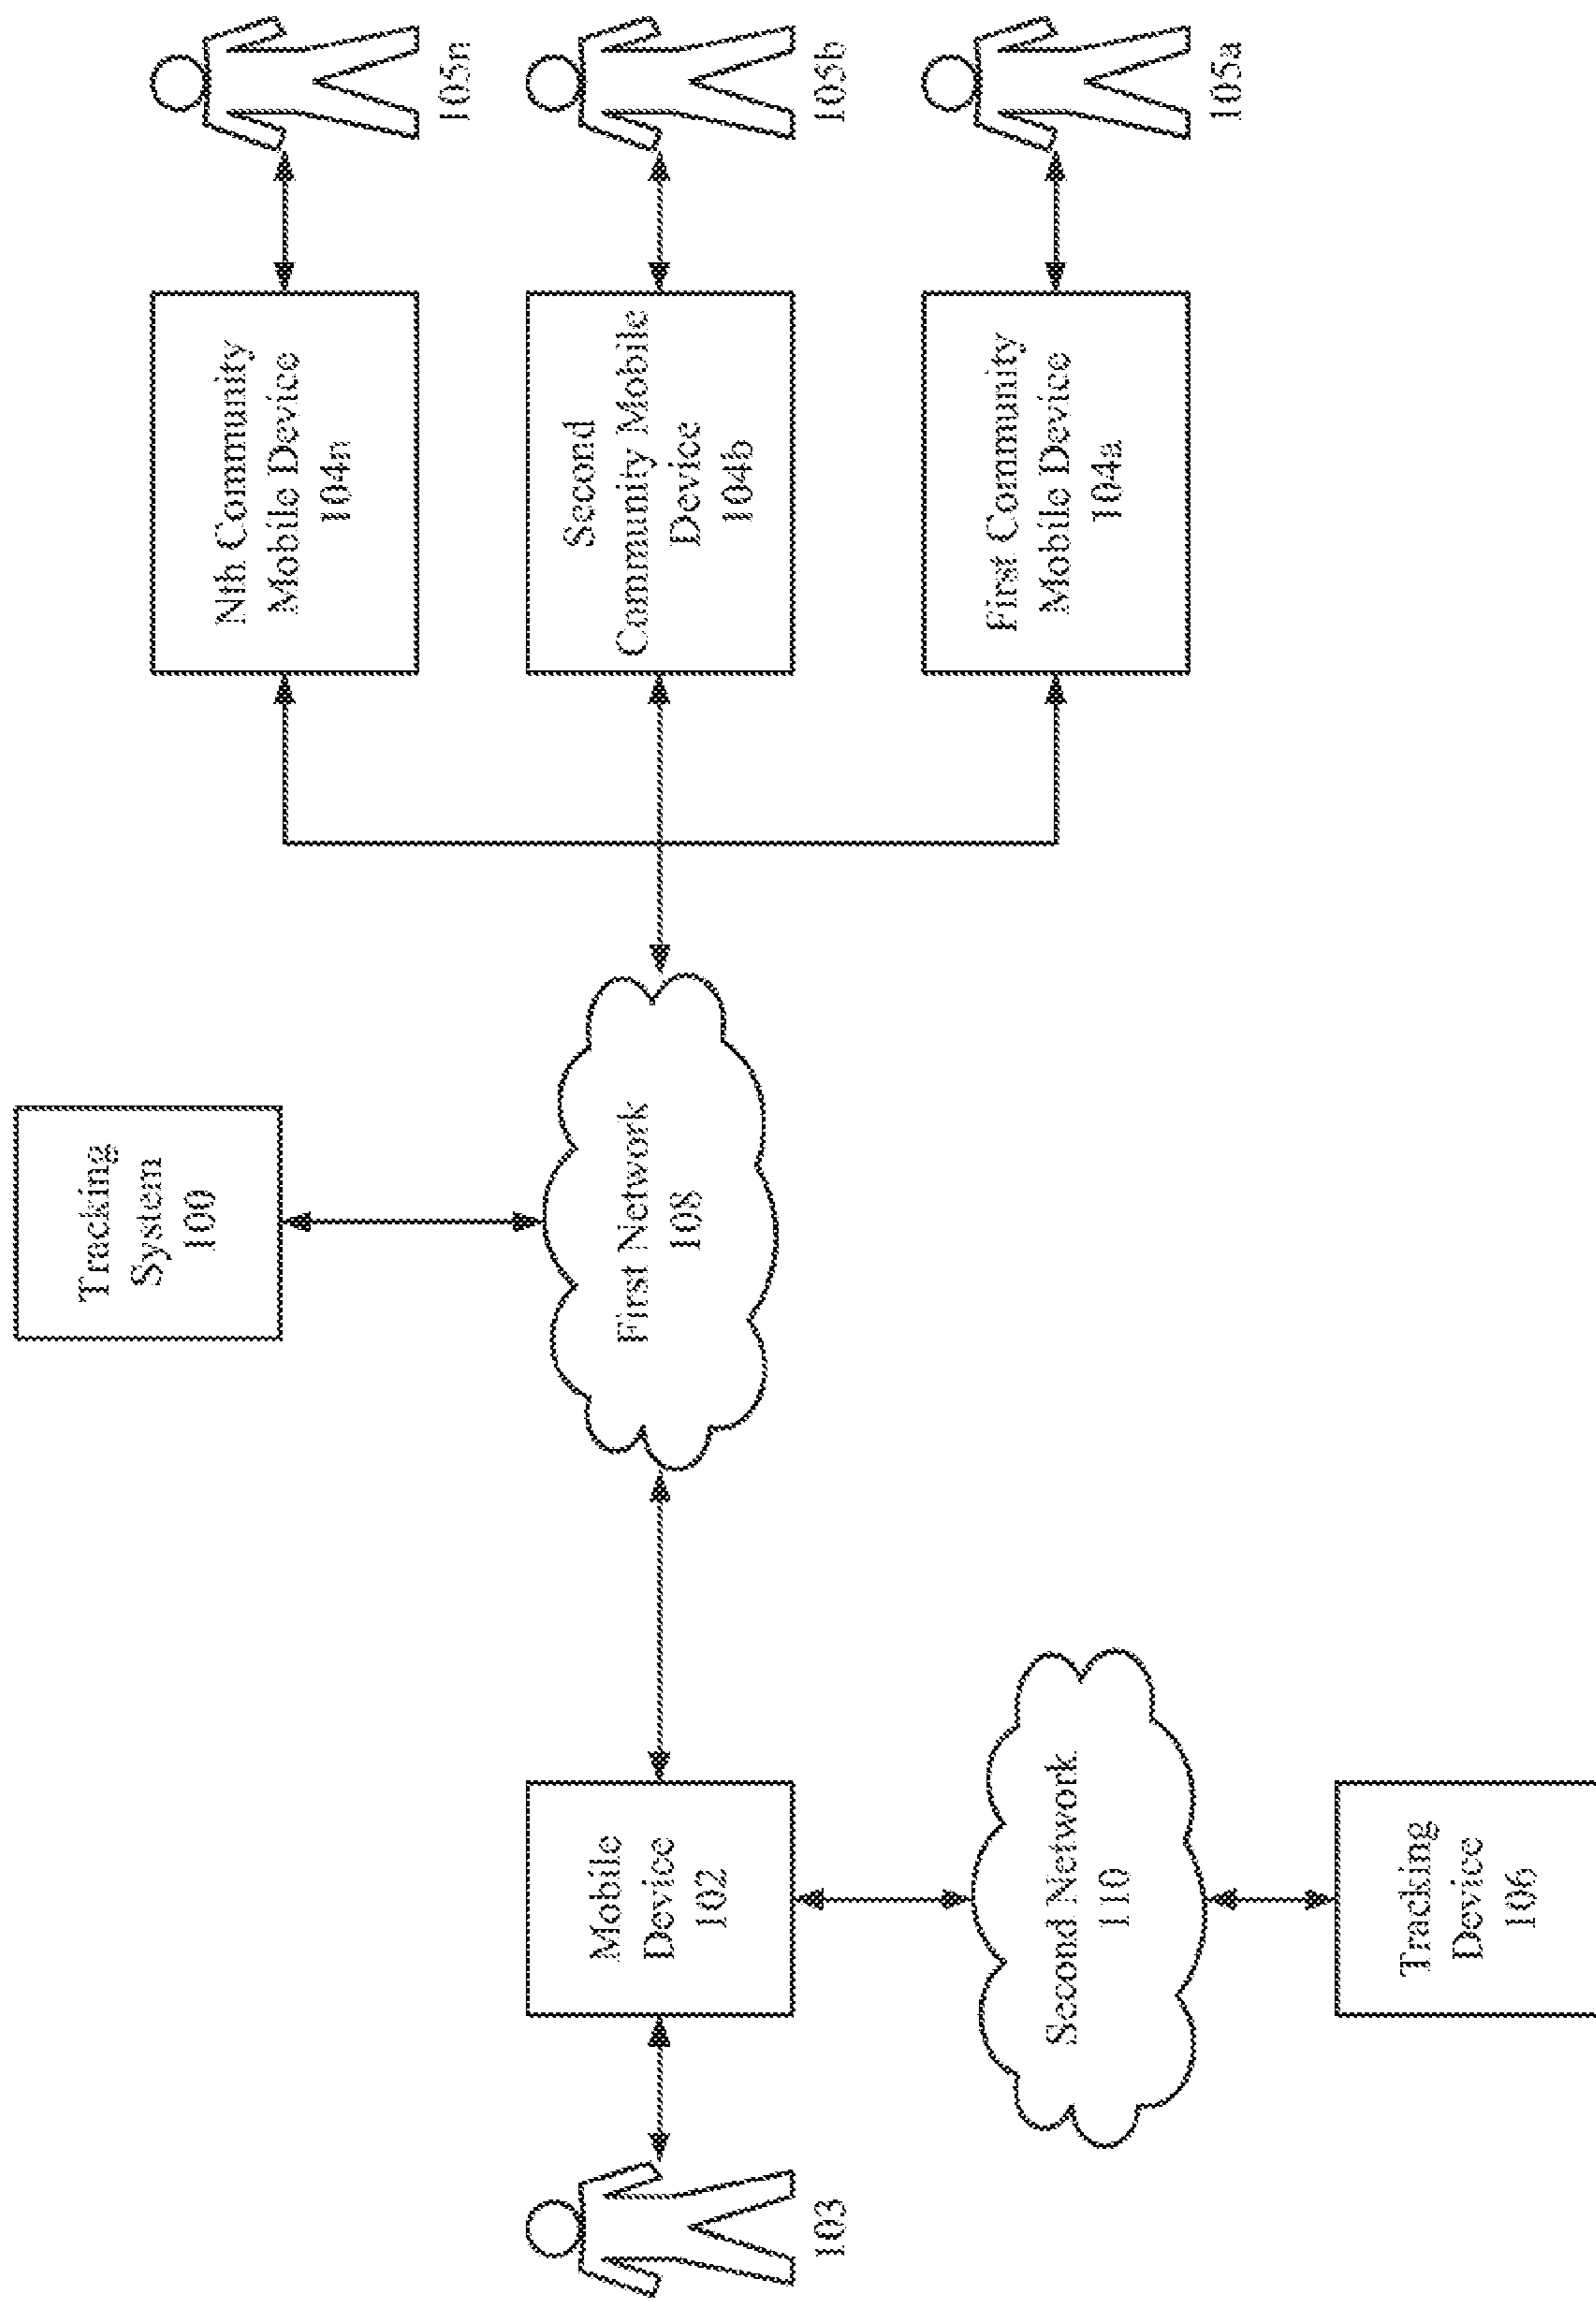 Tracking
System
100
Nth Community
Mobile Device
104n
105n
103
Mobile
Device
102
First Network
108
Second
Community Mobile
Device
104b
105b
Second Network
110
First Community
Mobile Device
104a
105a
Tracking
Device
106